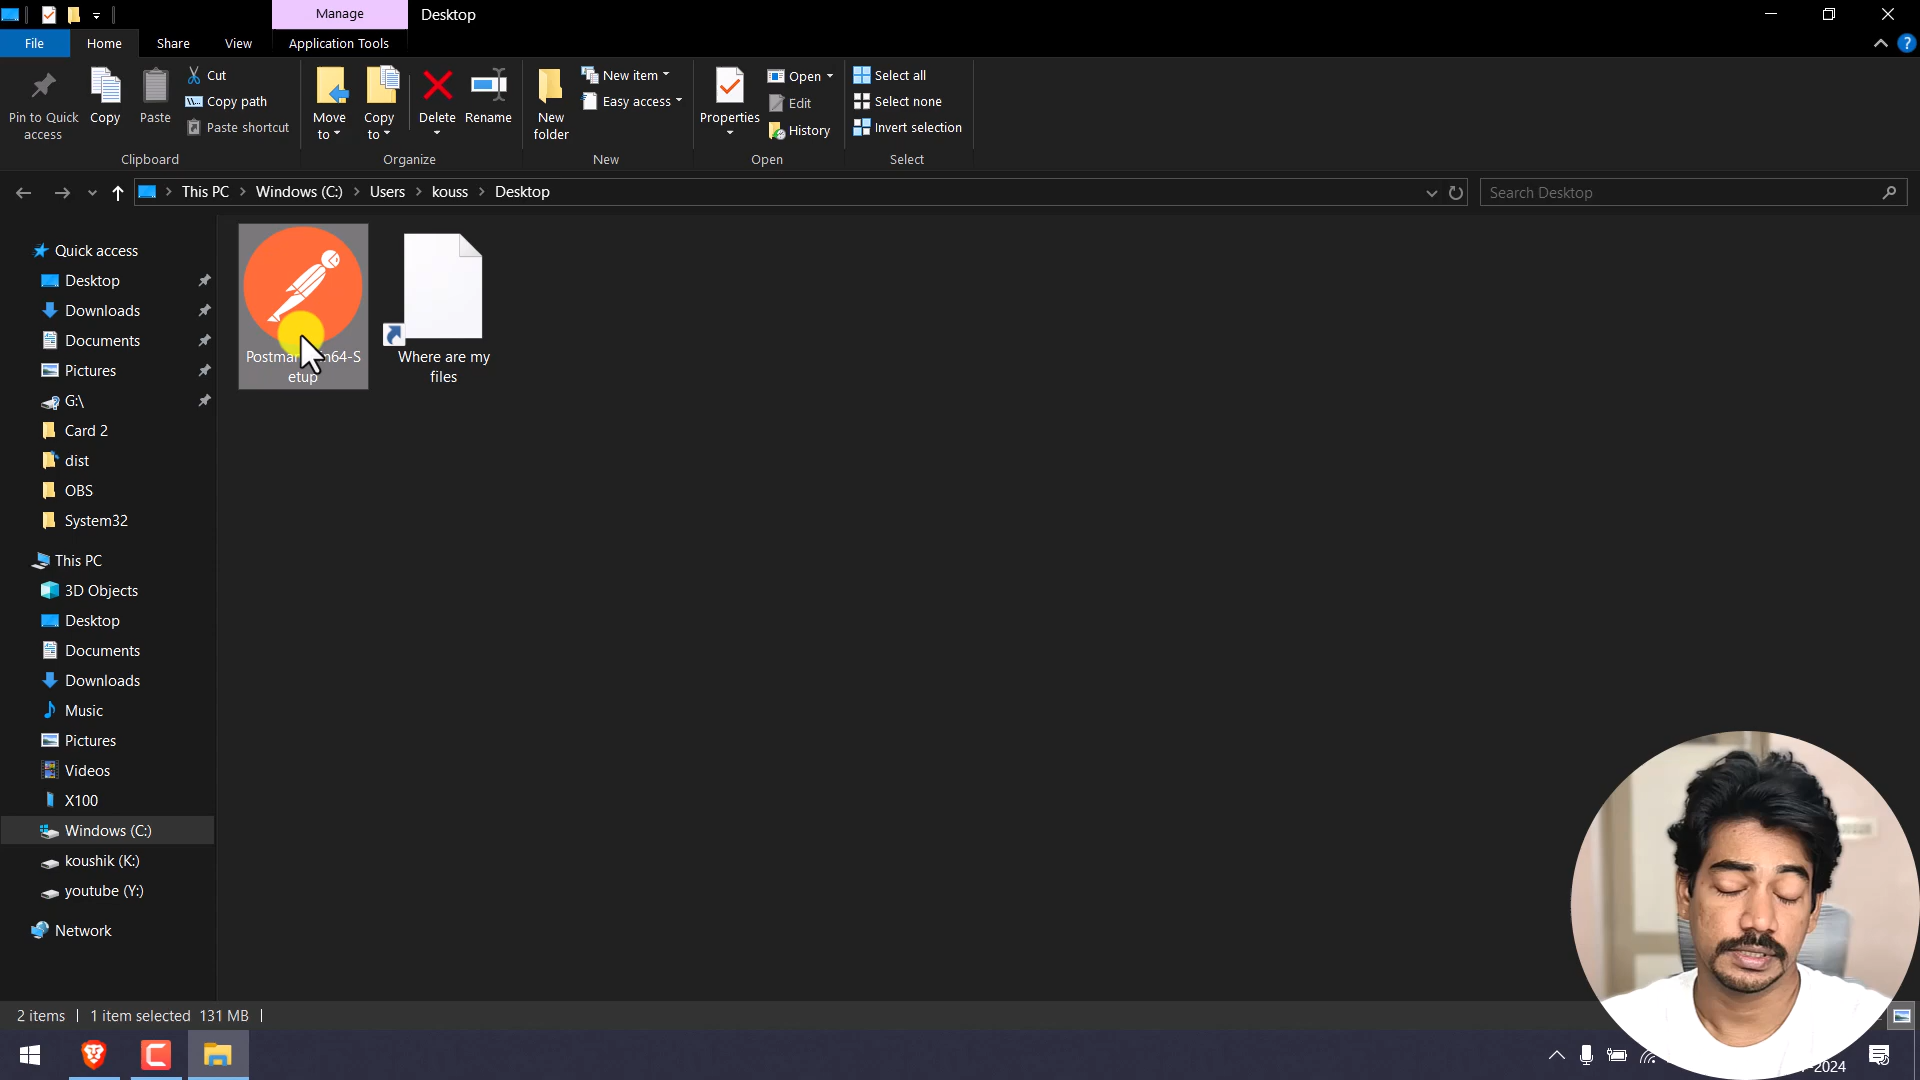 Manage
Desktop
File
Home
Share
View
Application Tools
Pin to Quick access
Copy
Paste
Cut
Copy path
Paste shortcut
Clipboard
Move to
Copy to
Delete
Rename
Organize
New folder
New item
Easy access
New
Properties
Open
Edit
History
Open
Select all
Select none
Invert selection
Select
This PC
Windows (C:)
Users
kouss
Desktop
Search Desktop
Quick access
Desktop
Downloads
Documents
Pictures
G:\
Card 2
dist
OBS
System32
This PC
3D Objects
Desktop
Documents
Downloads
Music
Pictures
Videos
X100
Windows (C:)
koushik (K:)
youtube (Y:)
Network
64-S
etup
Where are my
files
2 items
1 item selected 131 MB
-2024